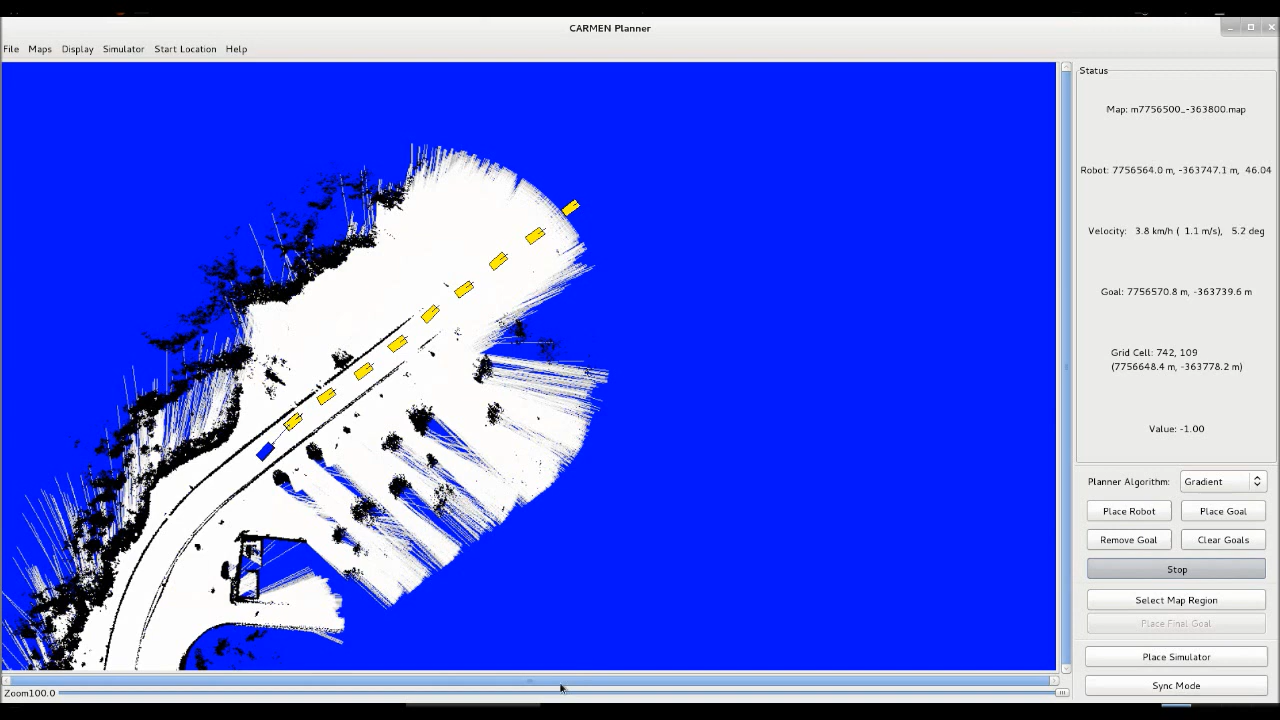 CARMEN Planner
File Maps Display Simulator Start Location Help
Status
Map: m7756500_-363800.map
Robot: 7756564.0 m, -363747.1 m, 46.04
Velocity: 3.8 km/h ( 1.1 m/s), 5.2 deg
Goal: 7756570.8 m, -363739.6 m
Grid Cell: 742, 109
(7756648.4 m, -363778.2 m)
Value: -1.00
Planner Algorithm: Gradient
Place Robot Place Goal
Remove Goal Clear Goals
Stop
Select Map Region
Place Final Goal
Place Simulator
Sync Mode
Zoom100.0